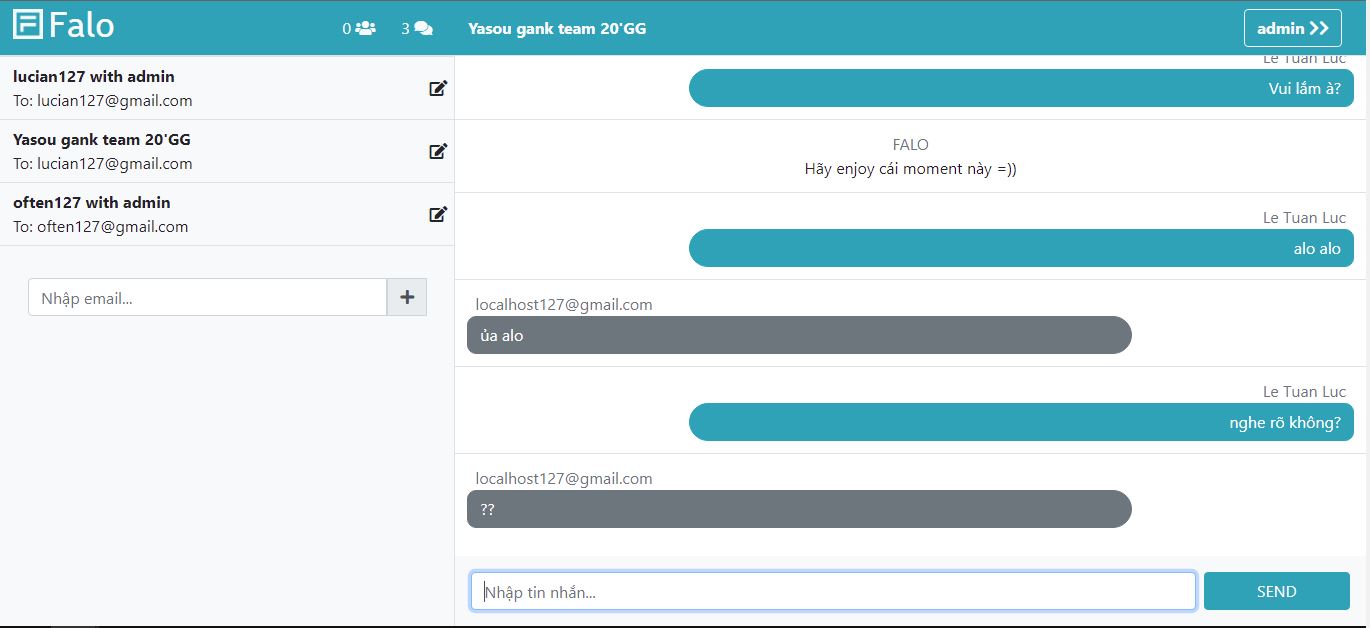 Falo
0
3
Yasou gank team 20'GG
admin
lucian127 with admin
To: lucian127@gmail.com
Yasou gank team 20'GG
To: lucian127@gmail.com
often127 with admin
To: often127@gmail.com
Nhập email...
+
Le Tuan Luc
Vui lắm à?
FALO
Hãy enjoy cái moment này =))
Le Tuan Luc
alo alo
localhost127@gmail.com
ủa alo
Le Tuan Luc
nghe rõ không?
localhost127@gmail.com
??
Nhập tin nhắn...
SEND